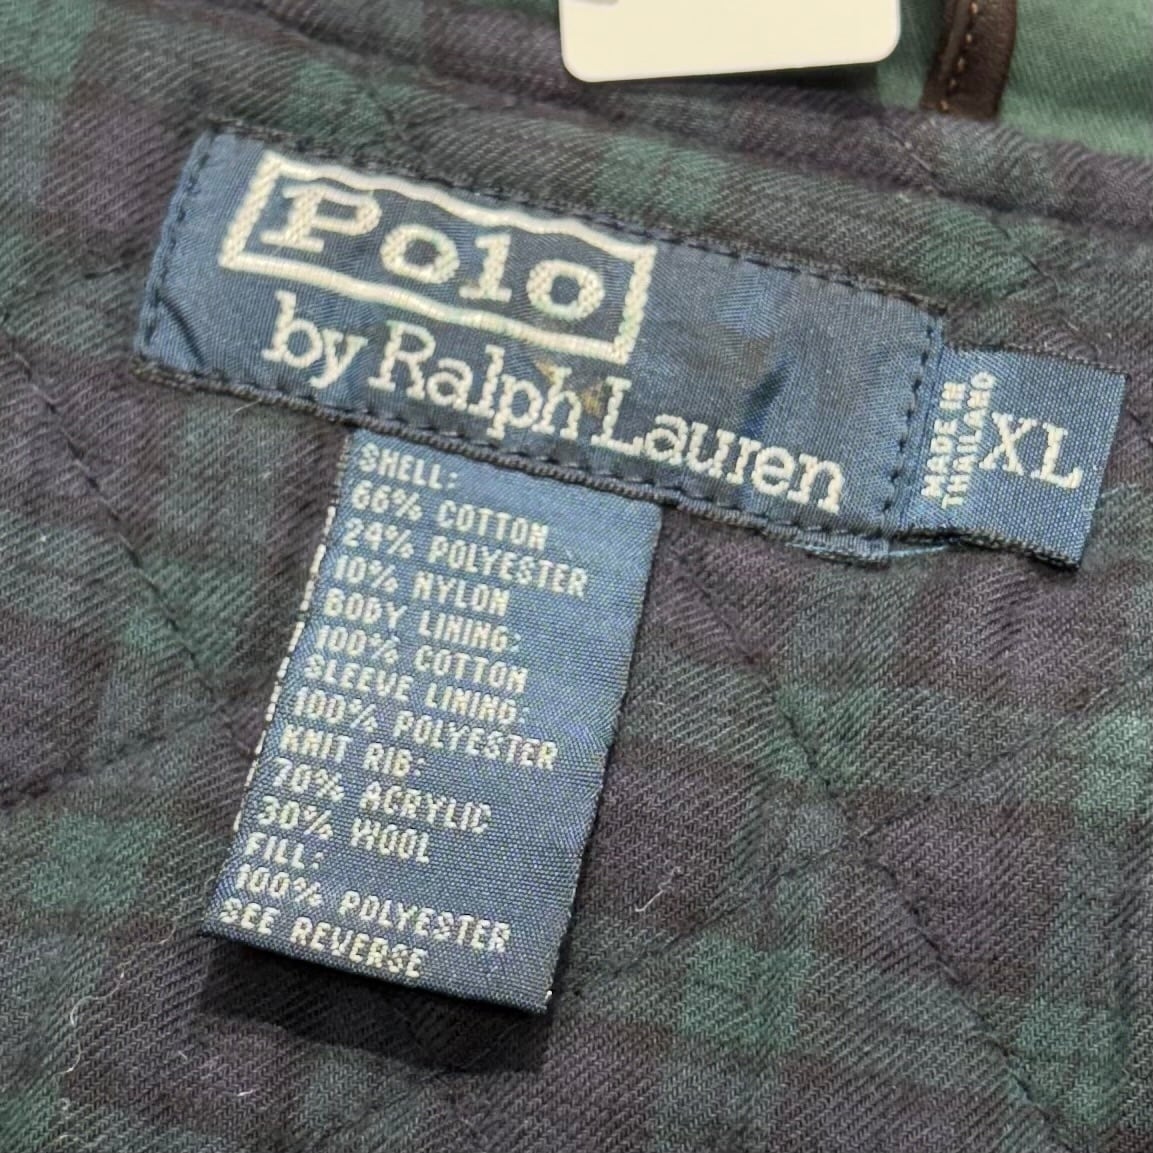 Polo
by Ralph Lauren
MADE IN
THAILAND
XL
SHELL:
66% COTTON
24% POLYESTER
10% NYLON
BODY LINING:
100% COTTON
SLEEVE LINING:
100% POLYESTER
KNIT RIB:
70% ACRYLIC
30% WOOL
FILL:
100% POLYESTER
SEE REVERSE